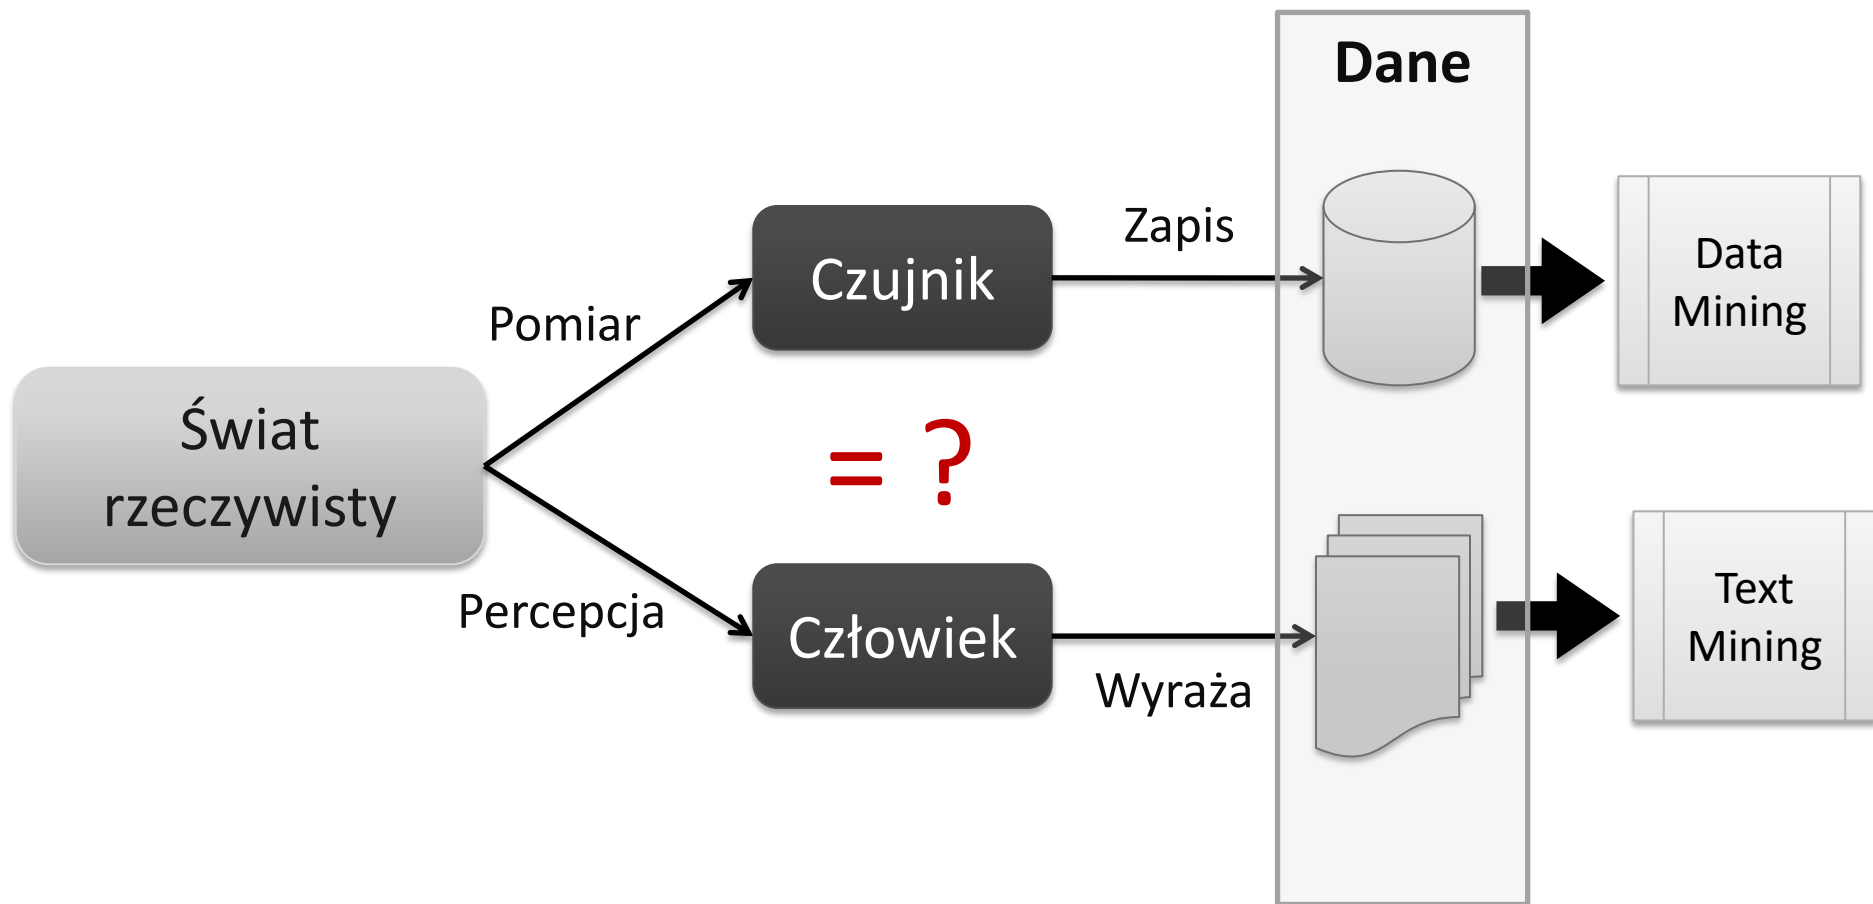 Dane
Zapis
Czujnik
Data
Mining
Pomiar
Świat
rzeczywisty
= ?
Percepcja
Człowiek
Wyraża
Text
Mining